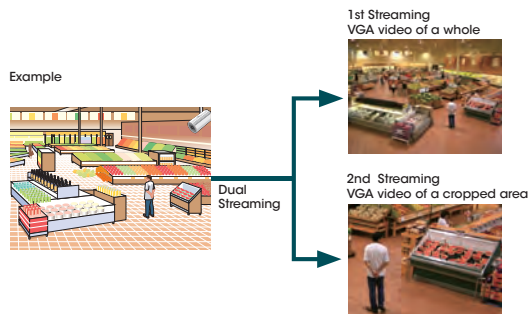 1st Streaming
VGA video of a whole
Example
2nd Streaming
VGA video of a cropped area
Dual
Streaming